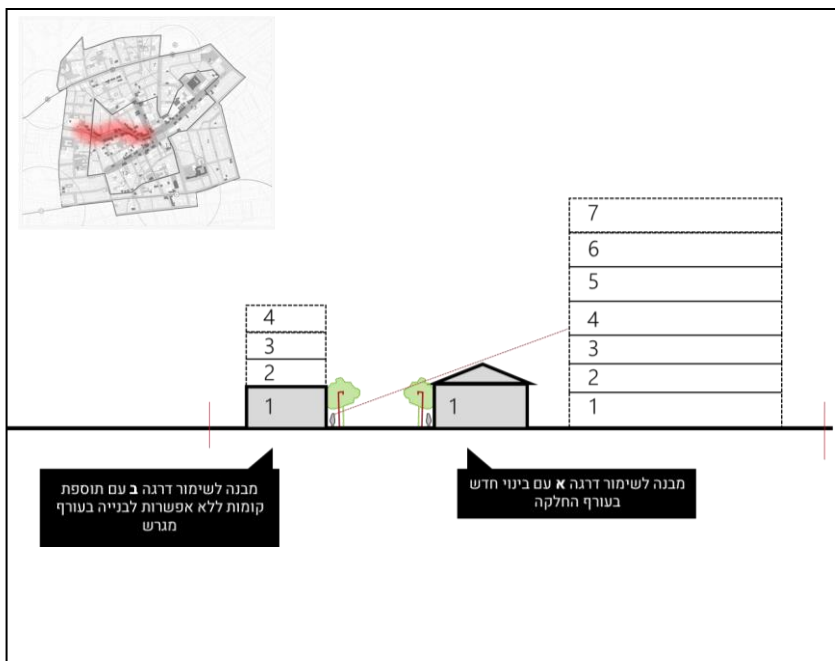 7
6
5
4
3
2
1
4
3
2
1
1
מבנה לשימור דרגה א עם בינוי חדש
בעורף החלקה
מבנה לשימור דרגה ב עם תוספת
קומות ללא אפשרות לבנייה בעורף
מגרש